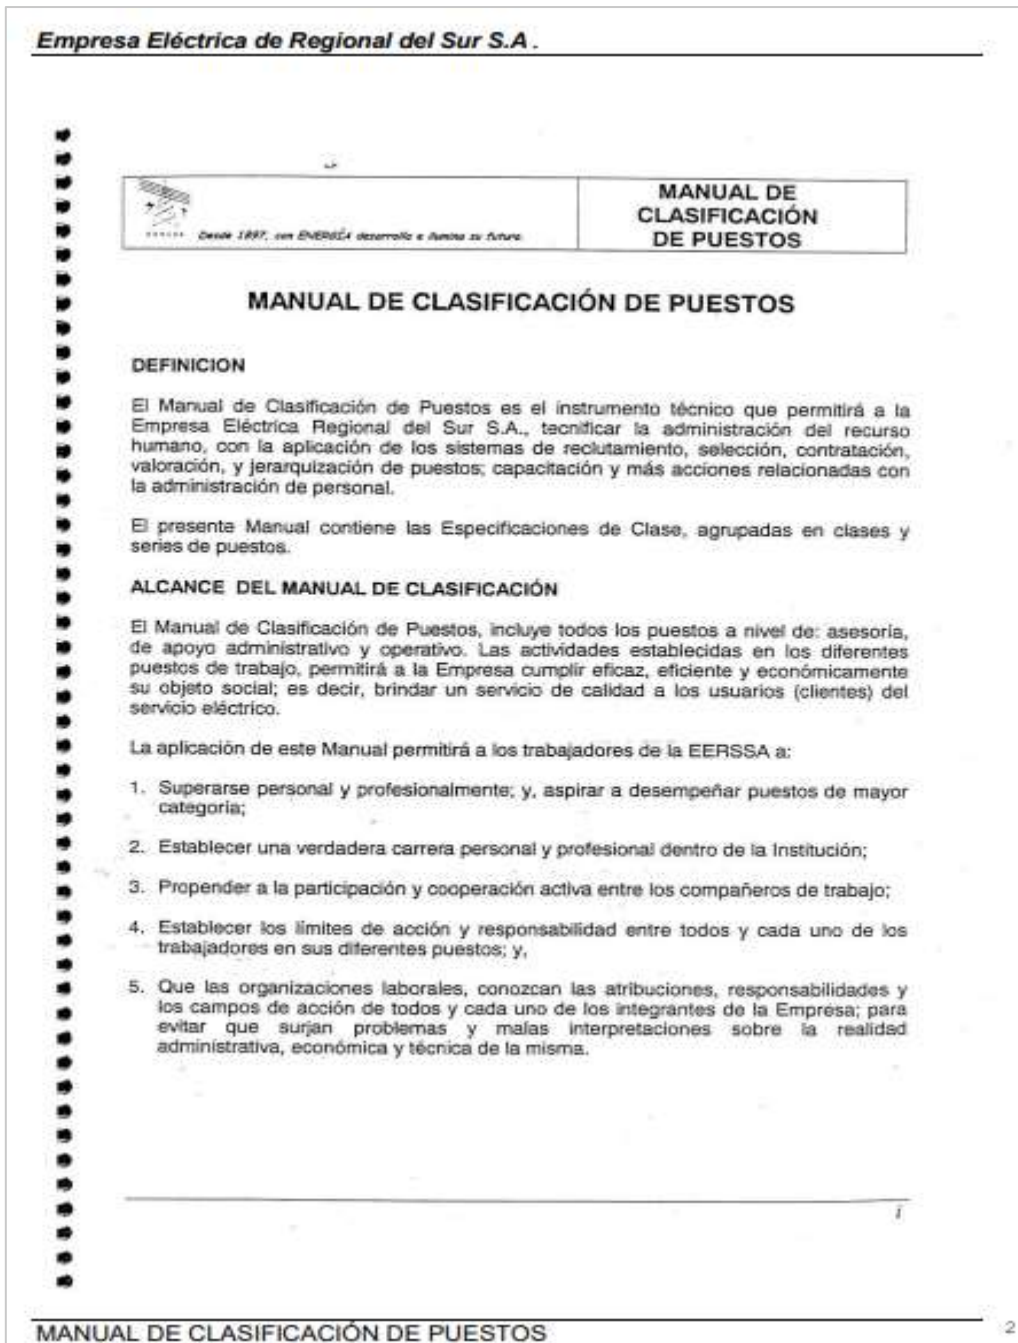 Empresa Eléctrica de Regional del Sur S.A .
Desde 1897, con ENERGÍA desarrolla e ilumina su futuro.
MANUAL DE
CLASIFICACIÓN
DE PUESTOS
MANUAL DE CLASIFICACIÓN DE PUESTOS
DEFINICION
El Manual de Clasificación de Puestos es el instrumento técnico que permitirá a la
Empresa Eléctrica Regional del Sur S.A., tecnificar la administración del recurso
humano, con la aplicación de los sistemas de reclutamiento, selección, contratación,
valoración, y jerarquización de puestos; capacitación y más acciones relacionadas con
la administración de personal.
El presente Manual contiene las Especificaciones de Clase, agrupadas en clases y
series de puestos.
ALCANCE DEL MANUAL DE CLASIFICACIÓN
El Manual de Clasificación de Puestos, incluye todos los puestos a nivel de: asesoría,
de apoyo administrativo y operativo. Las actividades establecidas en los diferentes
puestos de trabajo, permitirá a la Empresa cumplir eficaz, eficiente y económicamente
su objeto social; es decir, brindar un servicio de calidad a los usuarios (clientes) del
servicio eléctrico.
La aplicación de este Manual permitirá a los trabajadores de la EERSSA a:
1. Superarse personal y profesionalmente; y, aspirar a desempeñar puestos de mayor
categoría;
2. Establecer una verdadera carrera personal y profesional dentro de la Institución;
3. Propender a la participación y cooperación activa entre los compañeros de trabajo;
4. Establecer los límites de acción y responsabilidad entre todos y cada uno de los
trabajadores en sus diferentes puestos; y,
5. Que las organizaciones laborales, conozcan las atribuciones, responsabilidades y
los campos de acción de todos y cada uno de los integrantes de la Empresa; para
evitar que surjan problemas y malas interpretaciones sobre la realidad
administrativa, económica y técnica de la misma.
i
MANUAL DE CLASIFICACIÓN DE PUESTOS
2